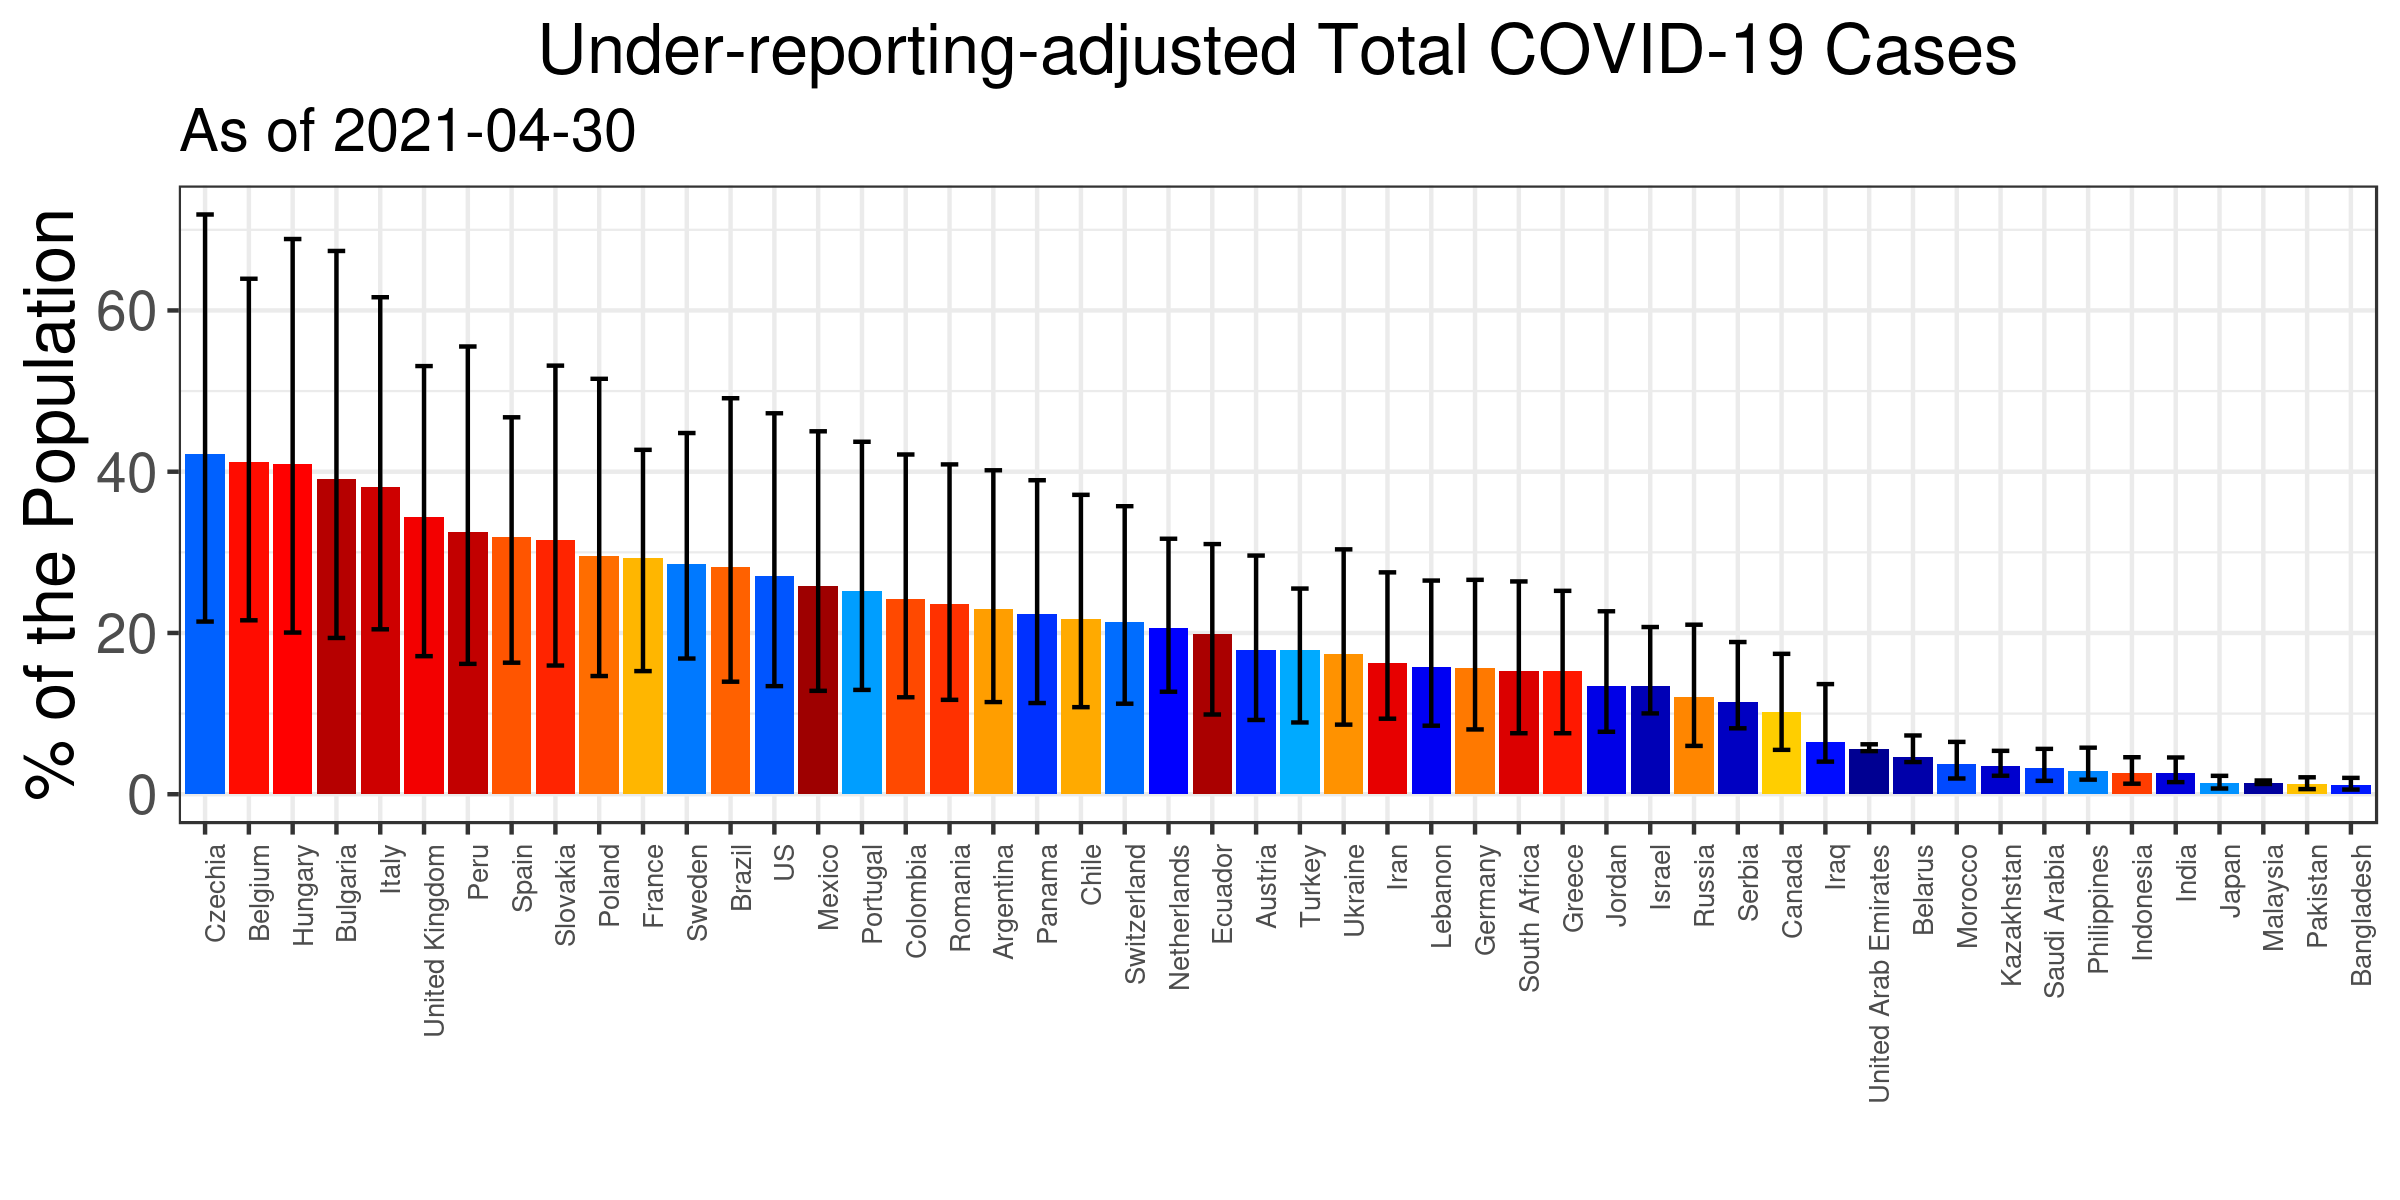 Under-reporting-adjusted Total COVID-19 Cases
As of 2021-04-30
% of the Population
60
40
20
0
Czechia
Belgium
Hungary
Bulgaria
Italy
United Kingdom
Peru
Spain
Slovakia
Poland
France
Sweden
Brazil
US
Mexico
Portugal
Colombia
Romania
Argentina
Panama
Chile
Switzerland
Netherlands
Ecuador
Austria
Turkey
Ukraine
Iran
Lebanon
Germany
South Africa
Greece
Jordan
Israel
Russia
Serbia
Canada
Iraq
United Arab Emirates
Belarus
Morocco
Kazakhstan
Saudi Arabia
Philippines
Indonesia
India
Japan
Malaysia
Pakistan
Bangladesh